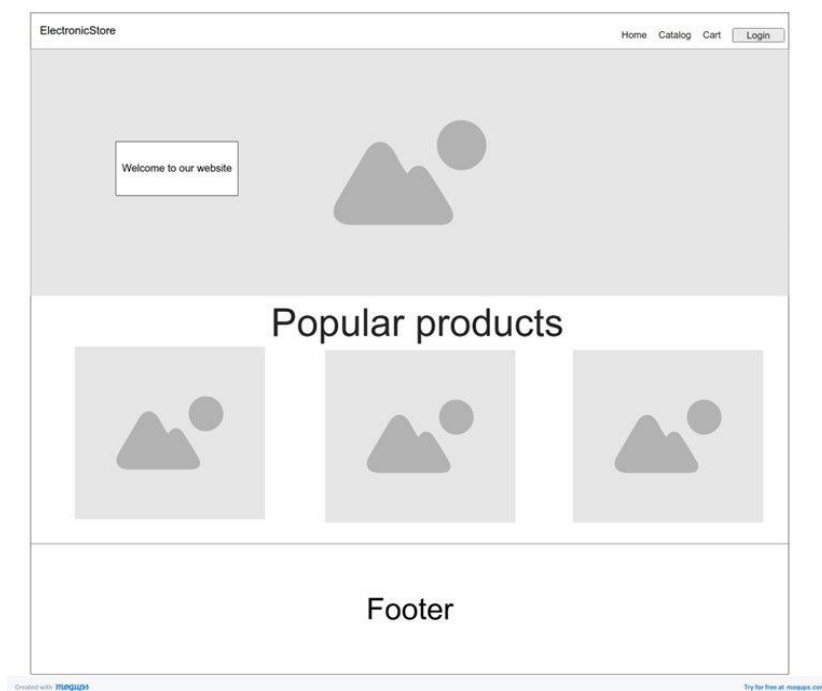 ElectronicStore
Home Catalog Cart Login
Welcome to our website
Popular products
Footer
Created with moqups
Try for free at moqups.com